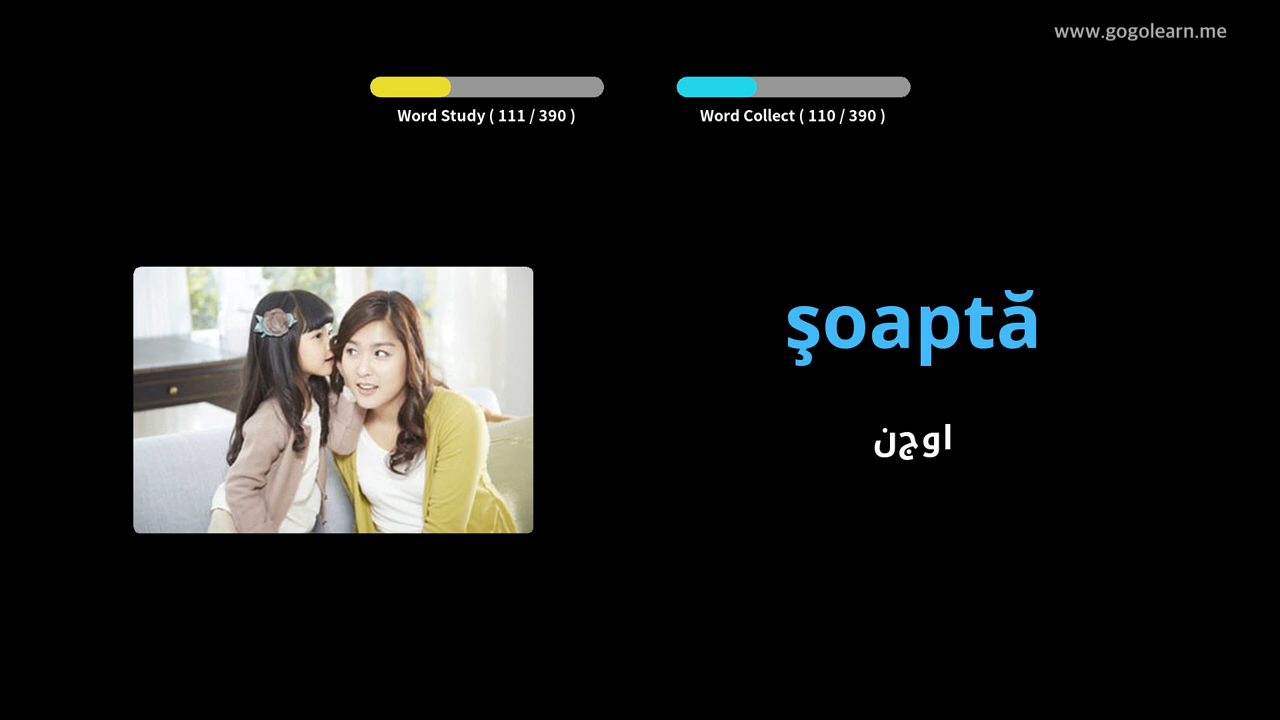 www.gogolearn.me
Word Study ( 111 / 390 )
Word Collect ( 110 / 390 )
şoaptă
اوچن